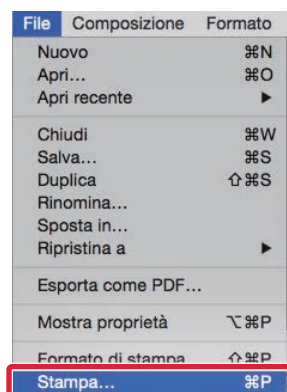 File Composizione Formato
Nuovo ⌘N
Apri... ⌘O
Apri recente ▶
Chiudi ⌘W
Salva... ⌘S
Duplica ⇧⌘S
Rinomina...
Sposta in...
Ripristina a ▶
Esporta come PDF...
Mostra proprietà ⌥⌘P
Formato di stampa ⇧⌘P
Stampa... ⌘P